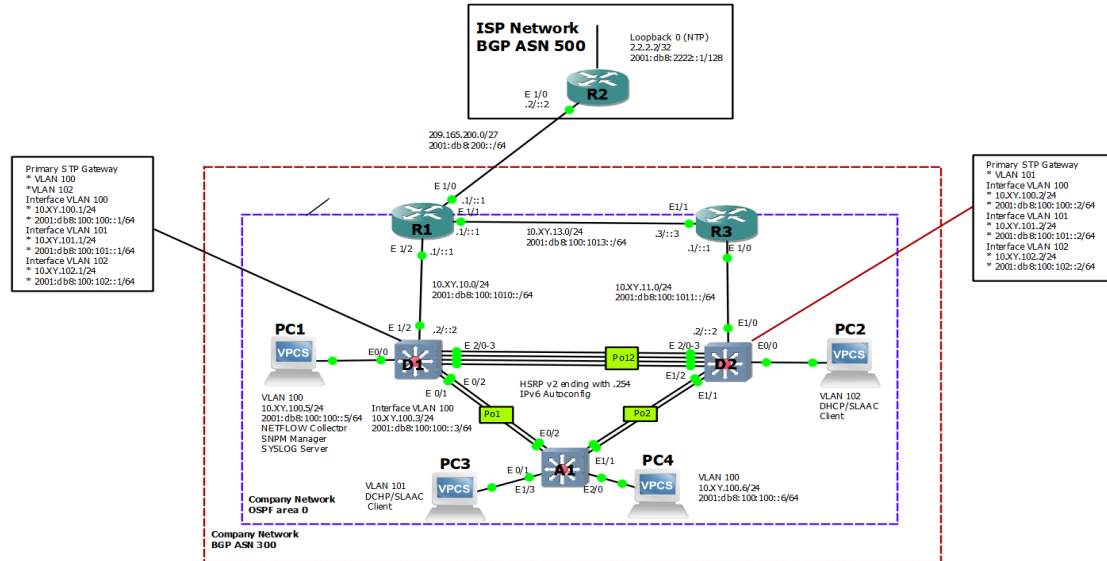 ISP Network
BGP ASN 500
Loopback 0 (NTP)
2.2.2.2/32
2001:db8:2222::1/128
R2
E 1/0
.2/::2
209.165.200.0/27
2001:db8:200::/64
Primary STP Gateway
* VLAN 100
*VLAN 102
Interface VLAN 100
* 10.XY.100.1/24
* 2001:db8:100:100::1/64
Interface VLAN 101
* 10.XY.101.1/24
* 2001:db8:100:101::1/64
Interface VLAN 102
* 10.XY.102.1/24
* 2001:db8:100:102::1/64
Primary STP Gateway
* VLAN 101
Interface VLAN 100
* 10.XY.100.2/24
* 2001:db8:100:100::2/64
Interface VLAN 101
* 10.XY.101.2/24
* 2001:db8:100:101::2/64
Interface VLAN 102
* 10.XY.102.2/24
* 2001:db8:100:102::2/64
E 1/0
.1/::1
E 1/1
.1/::1
R1
E 1/2
.1/::1
10.XY.13.0/24
2001:db8:100:1013::/64
E1/1
.3/::3
R3
.1/::1
E 1/0
10.XY.10.0/24
2001:db8:100:1010::/64
10.XY.11.0/24
2001:db8:100:1011::/64
E 1/2
.2/::2
E1/0
.2/::2
PC1
VPCS
E0/0
D1
E 2/0-3
Po12
E 2/0-3
D2
E0/0
PC2
VPCS
E 0/2
E 0/1
E1/2
E1/1
HSRP v2 ending with .254
IPv6 Autoconfig
VLAN 100
10.XY.100.5/24
2001:db8:100:100::5/64
NETFLOW Collector
SNPM Manager
SYSLOG Server
Interface VLAN 100
10.XY.100.3/24
2001:db8:100:100::3/64
VLAN 102
DHCP/SLAAC
Client
Po1
Po2
E0/2
E 0/1
A1
E1/1
E1/3
E2/0
PC3
VPCS
VLAN 101
DCHP/SLAAC
Client
PC4
VPCS
VLAN 100
10.XY.100.6/24
2001:db8:100:100::6/64
Company Network
OSPF area 0
Company Network
BGP ASN 300